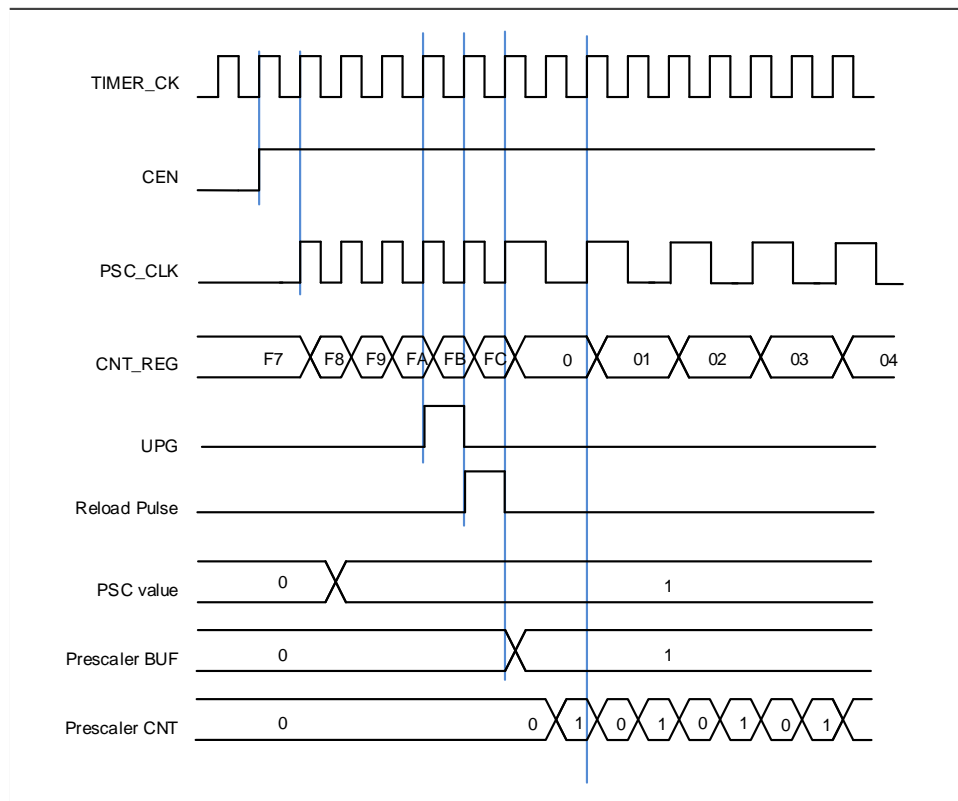 TIMER_CK
CEN
PSC_CLK
CNT_REG F7 F8 F9 FA FB FC 0 01 02 03 04
UPG
Reload Pulse
PSC value 0 1
Prescaler BUF 0 1
Prescaler CNT 0 0 1 0 1 0 1 0 1